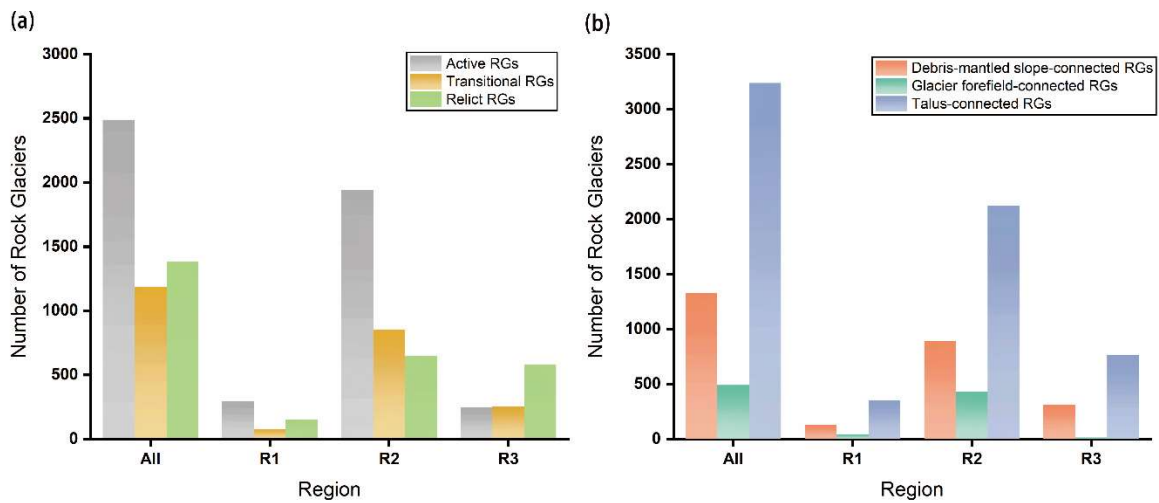 (a)
Number of Rock Glaciers
3000
2500
2000
1500
1000
500
0
Active RGs
Transitional RGs
Relict RGs
All
R1
R2
R3
Region
(b)
Number of Rock Glaciers
3500
3000
2500
2000
1500
1000
500
0
Debris-mantled slope-connected RGs
Glacier forefield-connected RGs
Talus-connected RGs
All
R1
R2
R3
Region